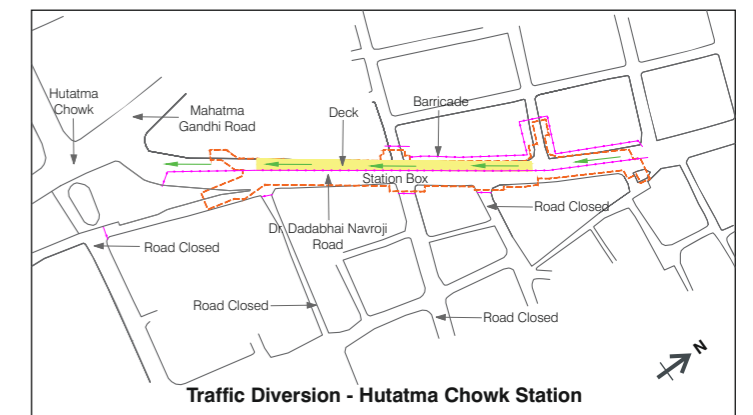 Hutatma
Chowk
Mahatma
Gandhi Road
Deck
Barricade
Station Box
Road Closed
Dr. Dadabhai Navroji
Road
Road Closed
Road Closed
Road Closed
N
Traffic Diversion - Hutatma Chowk Station